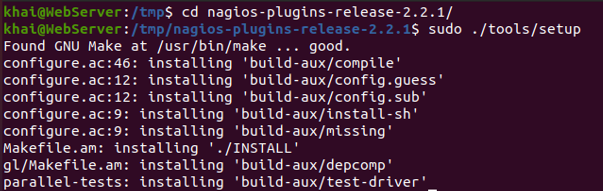 khai@WebServer:/tmp$ cd nagios-plugins-release-2.2.1/
khai@WebServer:/tmp/nagios-plugins-release-2.2.1$ sudo ./tools/setup
Found GNU Make at /usr/bin/make ... good.
configure.ac:46: installing 'build-aux/compile'
configure.ac:12: installing 'build-aux/config.guess'
configure.ac:12: installing 'build-aux/config.sub'
configure.ac:9: installing 'build-aux/install-sh'
configure.ac:9: installing 'build-aux/missing'
Makefile.am: installing './INSTALL'
gl/Makefile.am: installing 'build-aux/depcomp'
parallel-tests: installing 'build-aux/test-driver'